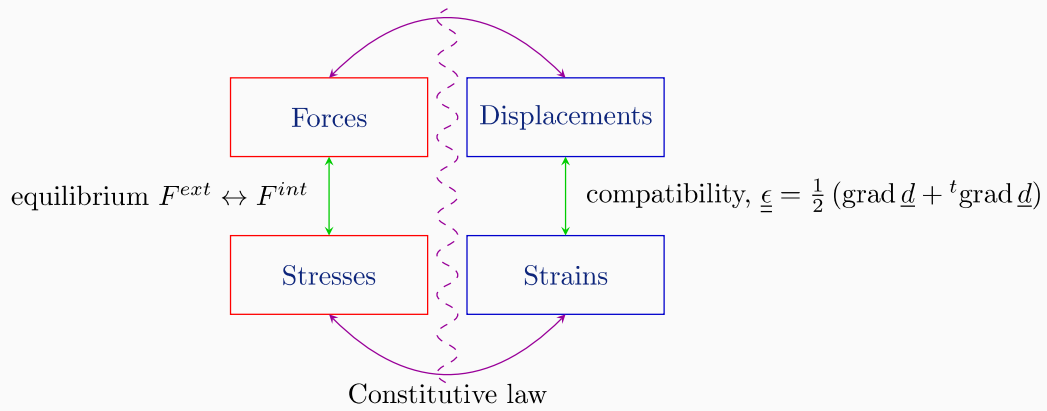 Forces
Displacements
equilibrium $F^{ext} \leftrightarrow F^{int}$
compatibility, $\underline{\underline{\epsilon}} = \frac{1}{2} \left( \text{grad}\, \underline{d} + {}^{t}\text{grad}\, \underline{d} \right)$
Stresses
Strains
Constitutive law